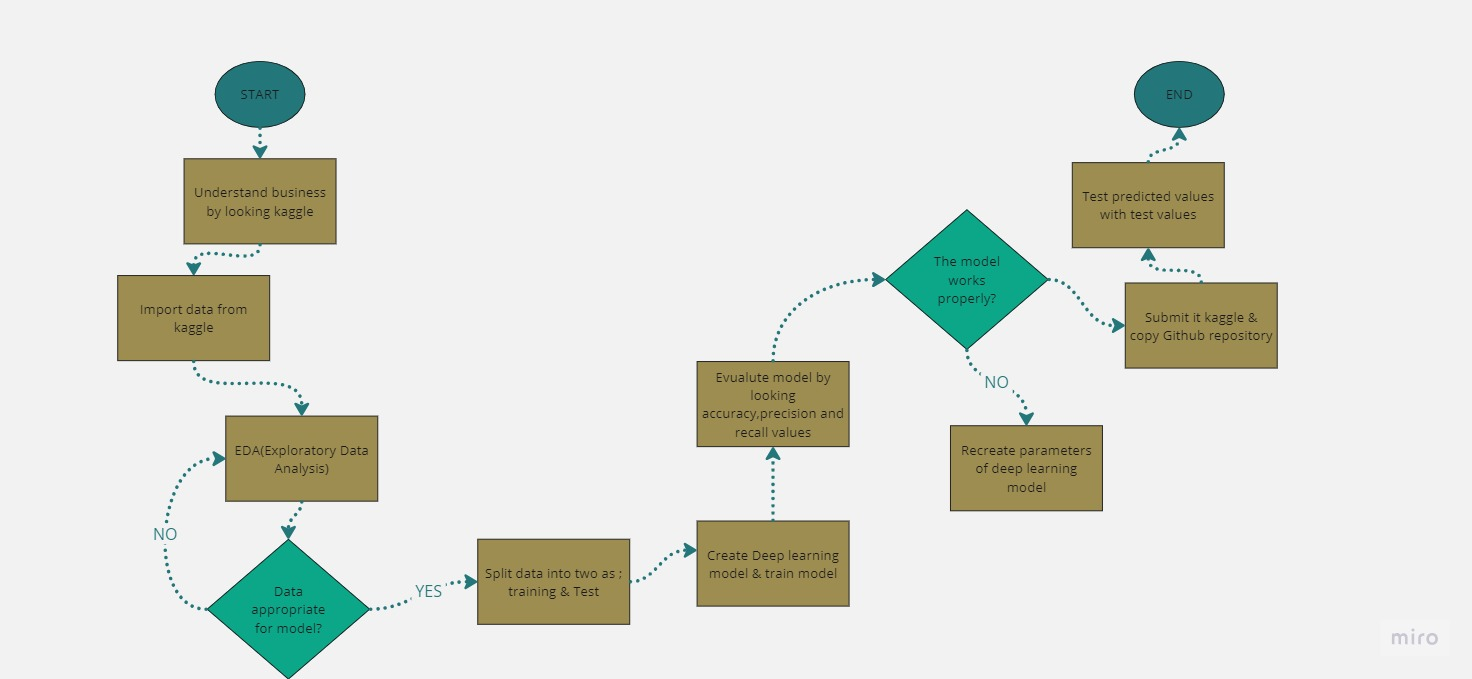 START
Understand business
by looking kaggle
Import data from
kaggle
EDA(Exploratory Data
Analysis)
NO
Data
appropriate
for model?
YES
Split data into two as ;
training & Test
Create Deep learning
model & train model
Evualute model by
looking
accuracy,precision and
recall values
The model
works
properly?
NO
Recreate parameters
of deep learning
model
Submit it kaggle &
copy Github repository
Test predicted values
with test values
END
miro